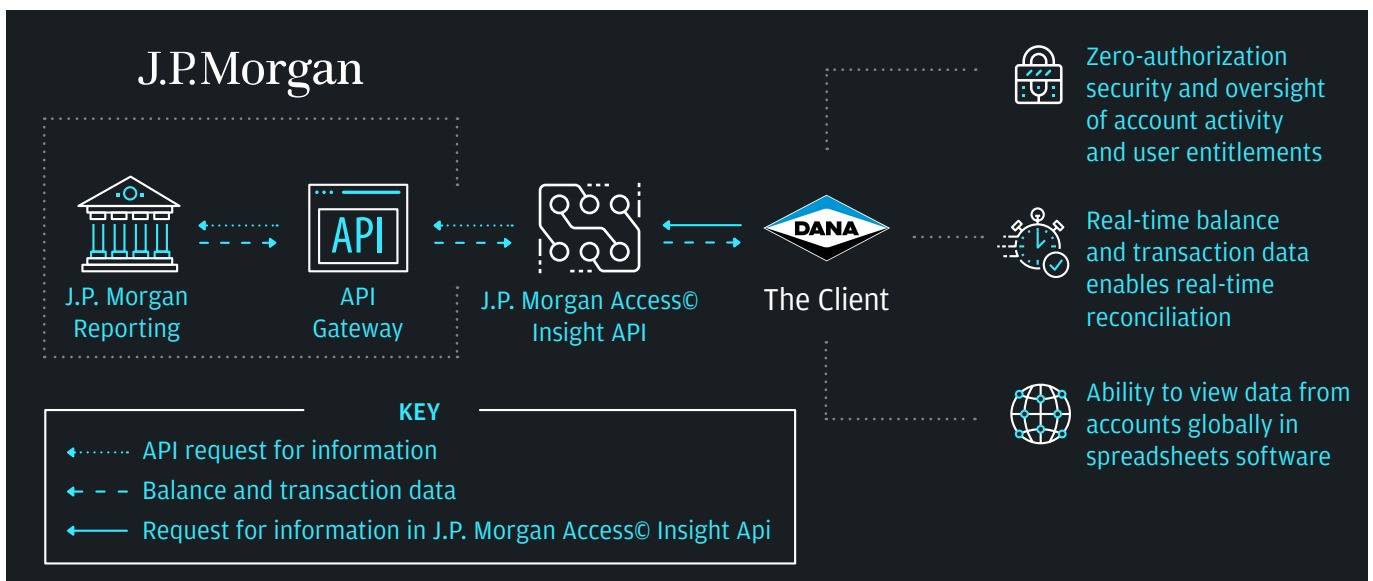 J.P.Morgan
J.P. Morgan
Reporting
API
API
Gateway
J.P. Morgan Access©
Insight API
DANA
The Client
Zero-authorization
security and oversight
of account activity
and user entitlements
Real-time balance
and transaction data
enables real-time
reconciliation
Ability to view data from
accounts globally in
spreadsheets software
KEY
API request for information
Balance and transaction data
Request for information in J.P. Morgan Access© Insight Api